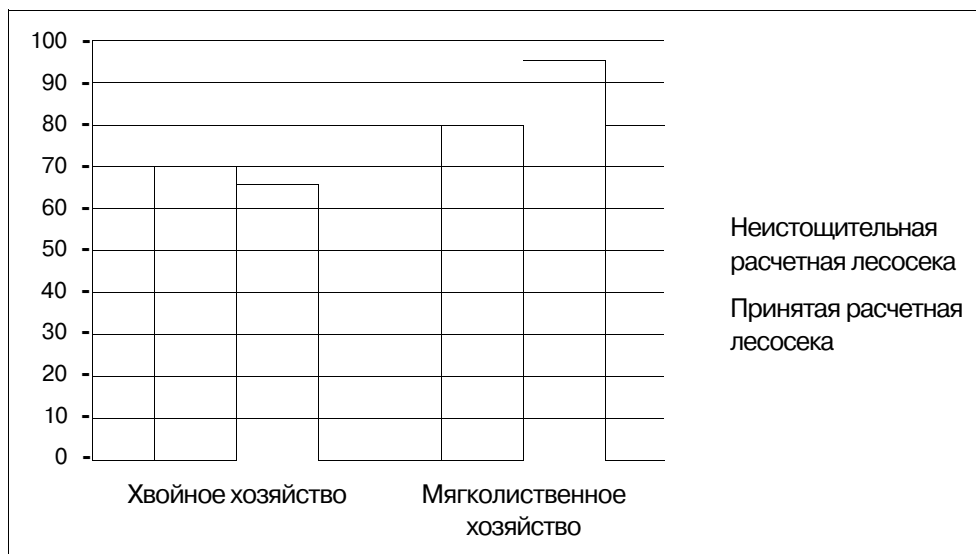 100
90
80
70
60
50
40
30
20
10
0
Хвойное хозяйство
Мягколиственное
хозяйство
Неистощительная
расчетная лесосека
Принятая расчетная
лесосека